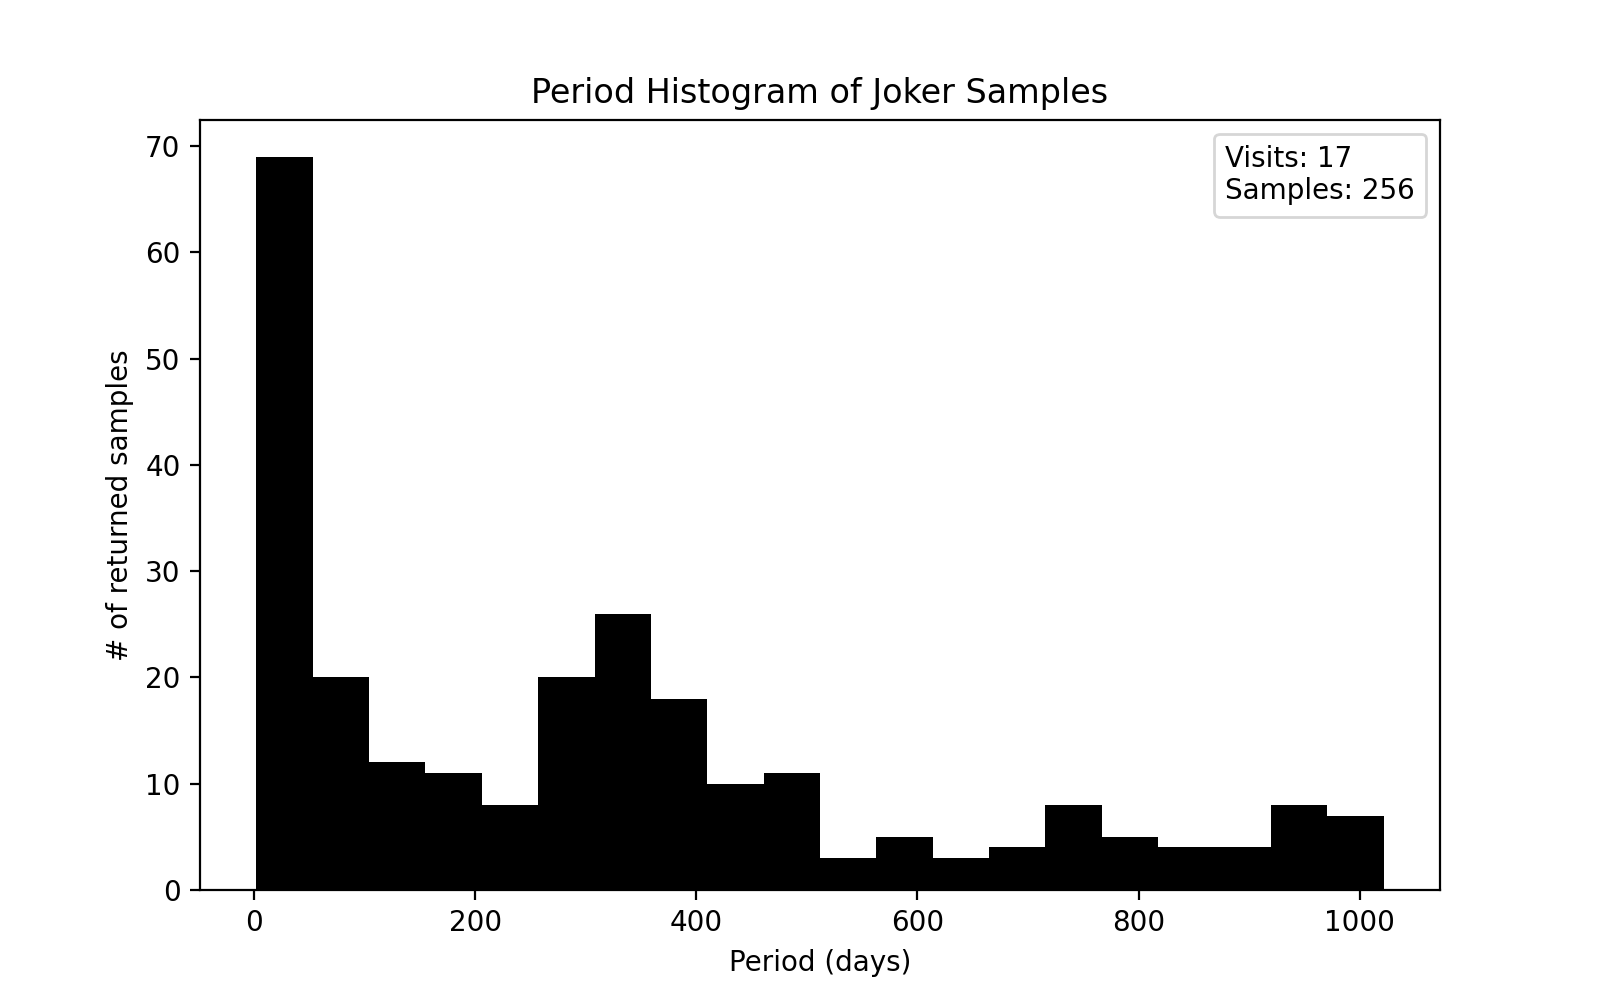 Period Histogram of Joker Samples
Visits: 17
Samples: 256
# of returned samples
70
60
50
40
30
20
10
0
0 200 400 600 800 1000
Period (days)